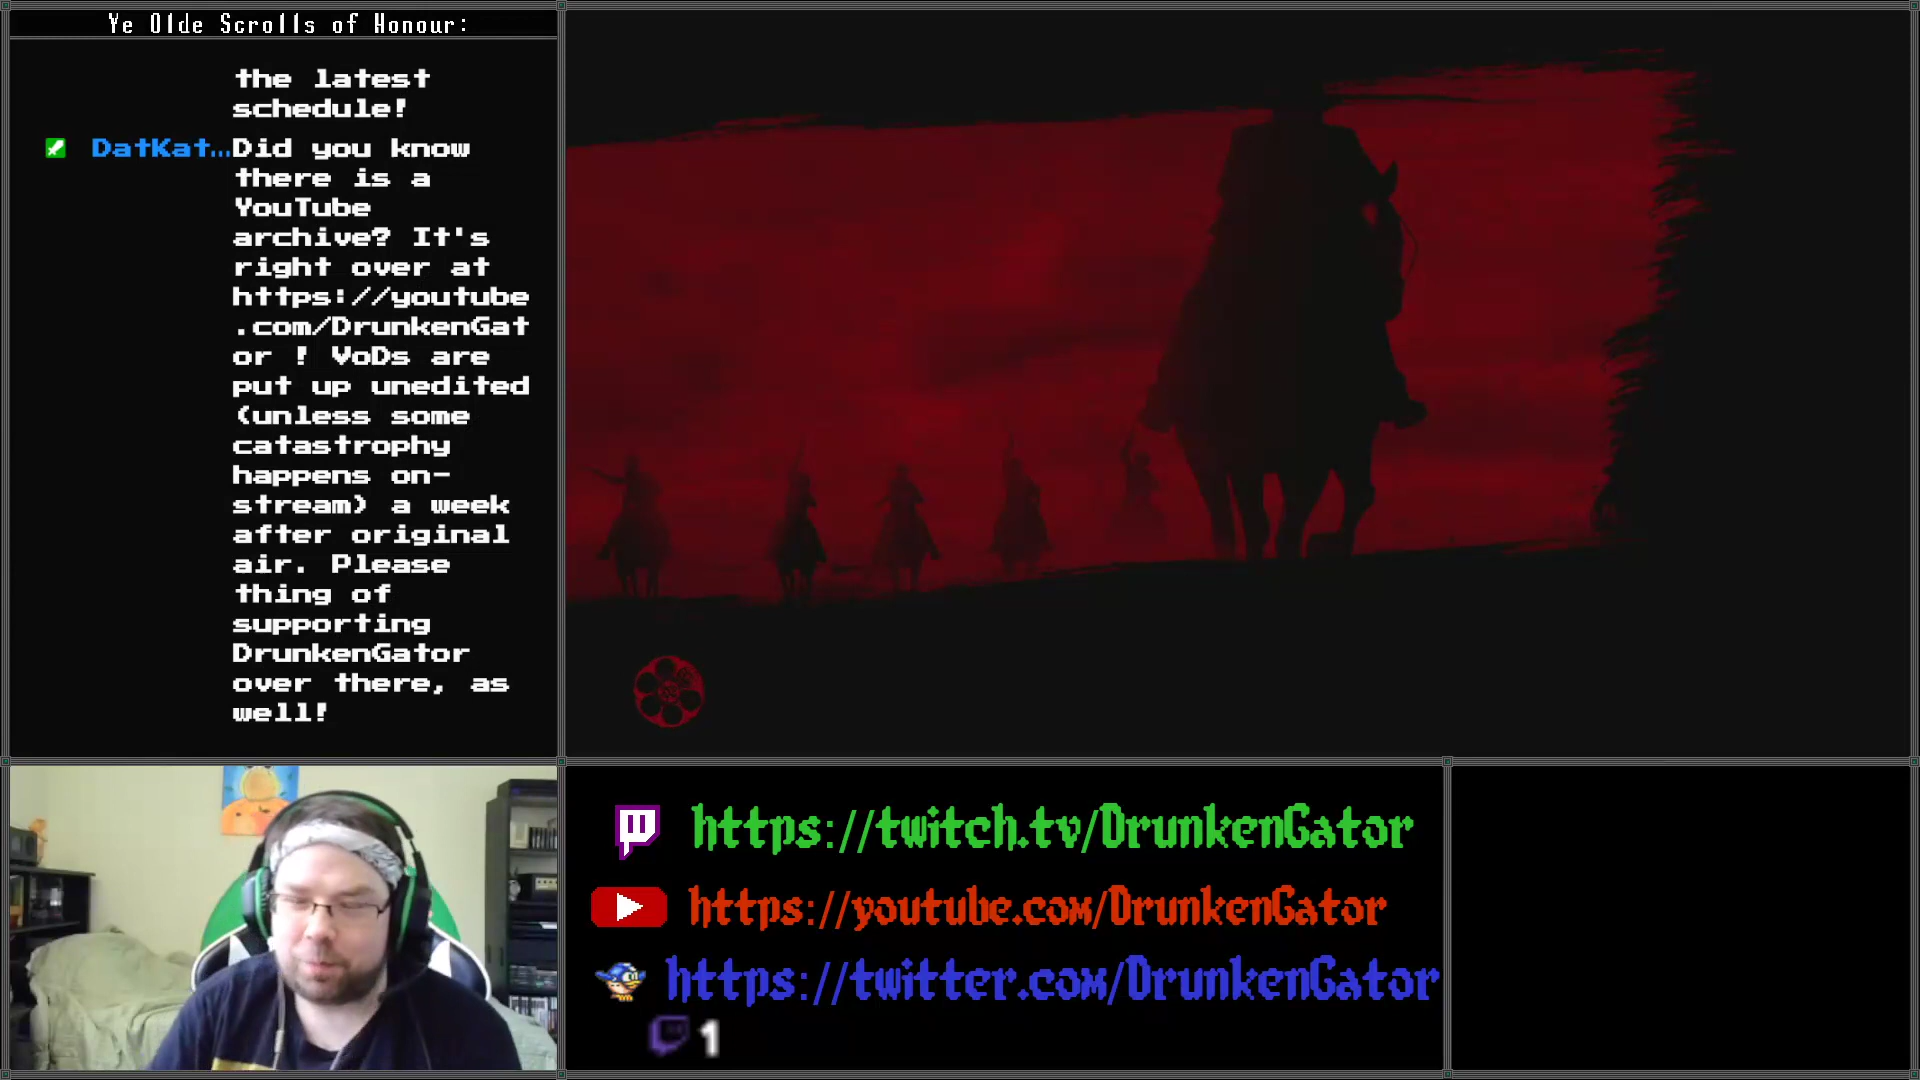 Ye Olde Scrolls of Honour:
the latest
schedule!
DatKat...Did you know
there is a
YouTube
archive? It's
right over at
https://youtube
.com/DrunkenGat
or ! VoDs are
put up unedited
(unless some
catastrophy
happens on-
stream) a week
after original
air. Please
thing of
supporting
DrunkenGator
over there, as
well!
https://twitch.tv/DrunkenGator
https://youtube.com/DrunkenGator
https://twitter.com/DrunkenGator
1